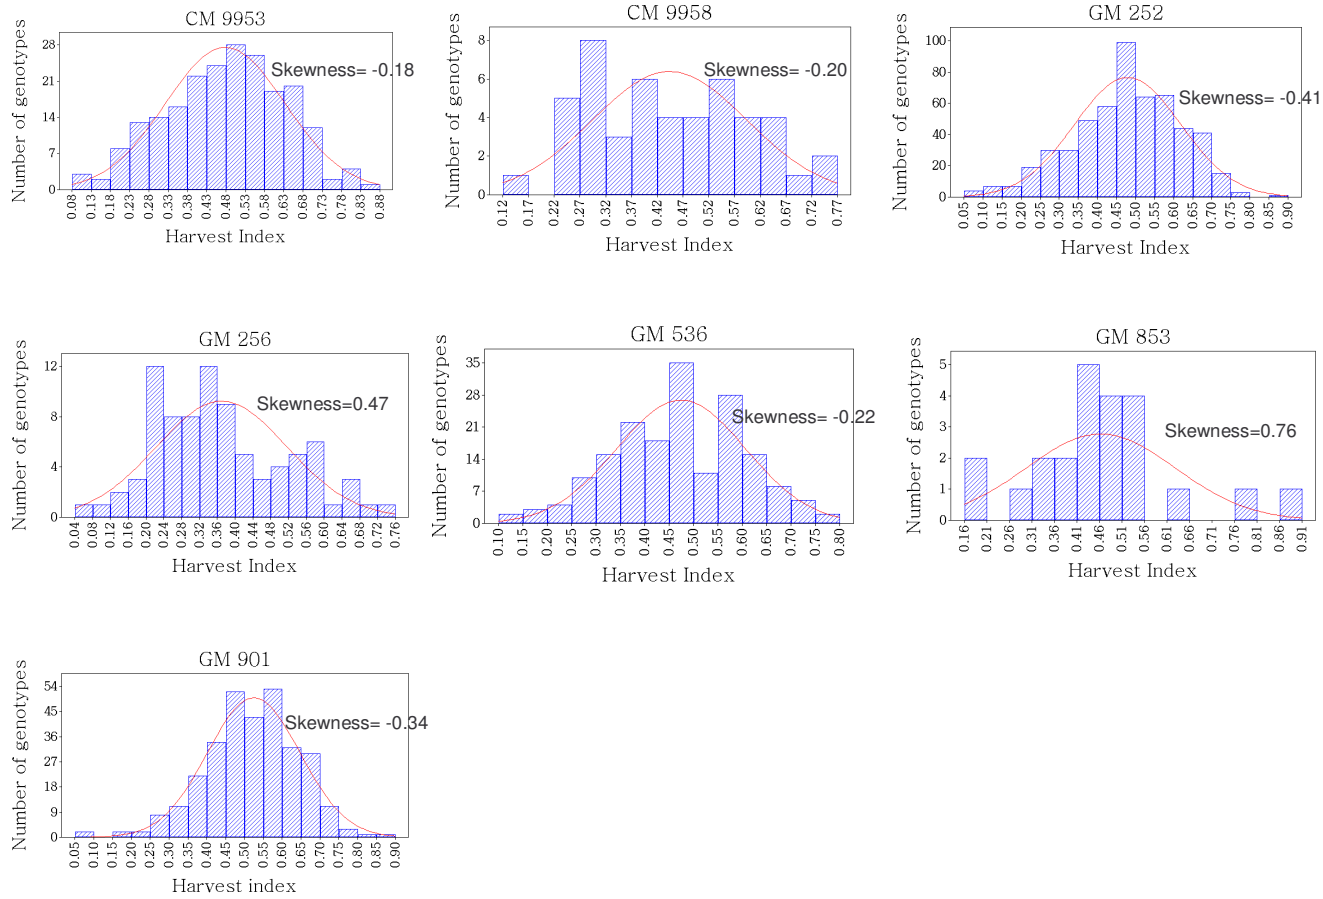 CM 9953
Number of genotypes
28
21
14
7
0
Skewness= -0.18
0.08 0.13 0.18 0.23 0.28 0.33 0.38 0.43 0.48 0.53 0.58 0.63 0.68 0.73 0.78 0.83 0.88
Harvest Index
CM 9958
Number of genotypes
8
6
4
2
0
Skewness= -0.20
0.12 0.17 0.22 0.27 0.32 0.37 0.42 0.47 0.52 0.57 0.62 0.67 0.72 0.77
Harvest Index
GM 252
Number of genotypes
100
80
60
40
20
0
Skewness= -0.41
0.05 0.10 0.15 0.20 0.25 0.30 0.35 0.40 0.45 0.50 0.55 0.60 0.65 0.70 0.75 0.80 0.85 0.90
Harvest Index
GM 256
Number of genotypes
12
8
4
0
Skewness=0.47
0.04 0.08 0.12 0.16 0.20 0.24 0.28 0.32 0.36 0.40 0.44 0.48 0.52 0.56 0.60 0.64 0.68 0.72 0.76
Harvest Index
GM 536
Number of genotypes
35
28
21
14
7
0
Skewness= -0.22
0.10 0.15 0.20 0.25 0.30 0.35 0.40 0.45 0.50 0.55 0.60 0.65 0.70 0.75 0.80
Harvest Index
GM 853
Number of genotypes
5
4
3
2
1
0
Skewness=0.76
0.16 0.21 0.26 0.31 0.36 0.41 0.46 0.51 0.56 0.61 0.66 0.71 0.76 0.81 0.86 0.91
Harvest Index
GM 901
Number of genotypes
54
45
36
27
18
9
0
Skewness= -0.34
0.05 0.10 0.15 0.20 0.25 0.30 0.35 0.40 0.45 0.50 0.55 0.60 0.65 0.70 0.75 0.80 0.85 0.90
Harvest index